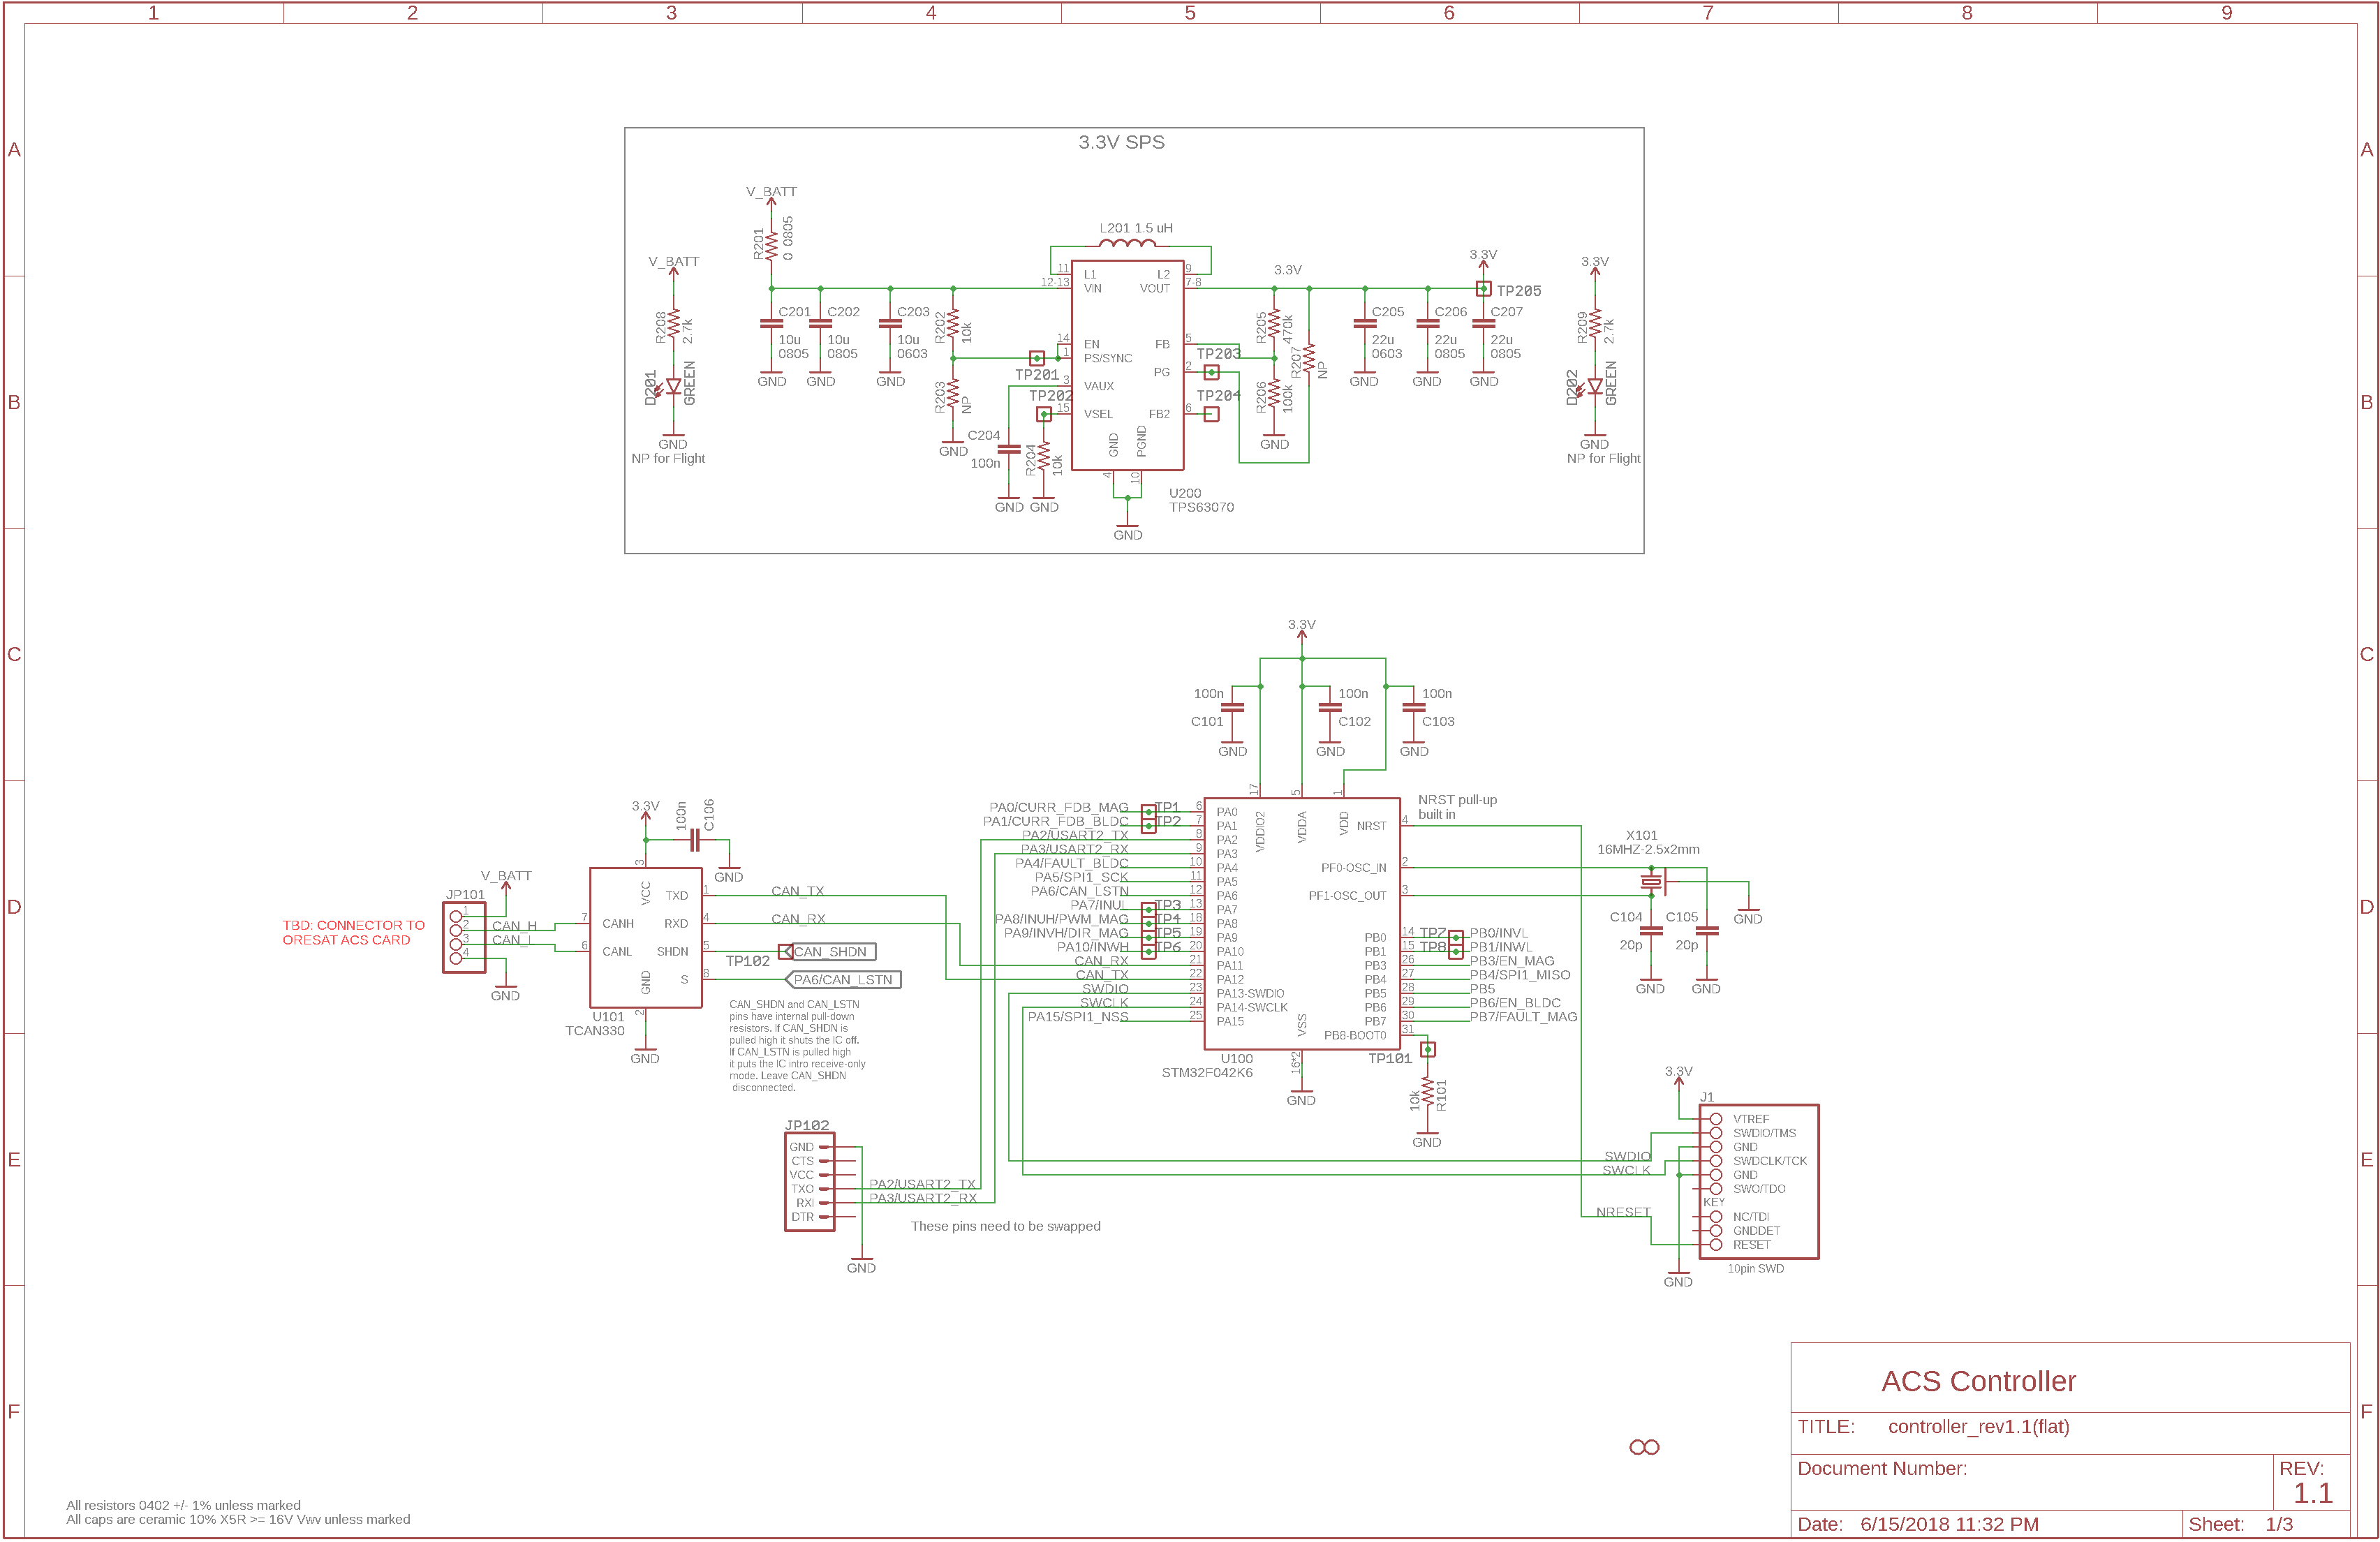 1 2 3 4 5 6 7 8 9
A A
B B
C C
D D
E E
F F
3.3V SPS
V_BATT
R208
2.7k
D201
GREEN
GND
NP for Flight
V_BATT
R201
0 0805
C201
10u
0805
GND
C202
10u
0805
GND
C203
10u
0603
GND
R202
10k
R203
NP
GND
TP201
TP202
C204
100n
GND
R204
10k
GND
L201 1.5 uH
11 L1
12-13 VIN
14 EN
1 PS/SYNC
3 VAUX
15 VSEL
L2 9
VOUT 7-8
FB 5
PG 2
FB2 6
GND 4
PGND 10
GND
U200
TPS63070
TP203
TP204
3.3V
R205
470k
R206
100k
GND
R207
NP
C205
22u
0603
GND
C206
22u
0805
GND
3.3V
TP205
C207
22u
0805
GND
3.3V
R209
2.7k
D202
GREEN
GND
NP for Flight
3.3V
100n
C101
GND
100n
C102
GND
100n
C103
GND
TBD: CONNECTOR TO
ORESAT ACS CARD
JP101
1
2
3
4
V_BATT
CAN_H
CAN_L
GND
3.3V
100n
C106
GND
3
VCC
7 CANH
6 CANL
TXD 1
RXD 4
SHDN 5
S 8
GND
2
U101
TCAN330
GND
CAN_TX
CAN_RX
TP102
CAN_SHDN
PA6/CAN_LSTN
CAN_SHDN and CAN_LSTN
pins have internal pull-down
resistors. If CAN_SHDN is
pulled high it shuts the IC off.
If CAN_LSTN is pulled high
it puts the IC intro receive-only
mode. Leave CAN_SHDN
disconnected.
PA0/CURR_FDB_MAG TP1 6 PA0
PA1/CURR_FDB_BLDC TP2 7 PA1
PA2/USART2_TX 8 PA2
PA3/USART2_RX 9 PA3
PA4/FAULT_BLDC 10 PA4
PA5/SPI1_SCK 11 PA5
PA6/CAN_LSTN 12 PA6
PA7/INUL TP3 13 PA7
PA8/INUH/PWM_MAG TP4 18 PA8
PA9/INVH/DIR_MAG TP5 19 PA9
PA10/INWH TP6 20 PA10
CAN_RX 21 PA11
CAN_TX 22 PA12
SWDIO 23 PA13-SWDIO
SWCLK 24 PA14-SWCLK
PA15/SPI1_NSS 25 PA15
17 VDDIO2
5 VDDA
1 VDD
NRST 4
NRST pull-up
built in
PF0-OSC_IN 2
PF1-OSC_OUT 3
PB0 14 TP7 PB0/INVL
PB1 15 TP8 PB1/INWL
PB3 26 PB3/EN_MAG
PB4 27 PB4/SPI1_MISO
PB5 28 PB5
PB6 29 PB6/EN_BLDC
PB7 30 PB7/FAULT_MAG
PB8-BOOT0 31
VSS
16*2
U100
STM32F042K6
GND
TP101
10k
R101
GND
X101
16MHZ-2.5x2mm
GND
C104
20p
GND
C105
20p
GND
JP102
GND
CTS
VCC
TXO PA2/USART2_TX
RXI PA3/USART2_RX
DTR
These pins need to be swapped
GND
SWDIO
SWCLK
NRESET
3.3V
J1
VTREF
SWDIO/TMS
GND
SWDCLK/TCK
GND
SWO/TDO
KEY
NC/TDI
GNDDET
RESET
10pin SWD
GND
ACS Controller
TITLE: controller_rev1.1(flat)
Document Number:
REV:
1.1
Date: 6/15/2018 11:32 PM
Sheet: 1/3
All resistors 0402 +/- 1% unless marked
All caps are ceramic 10% X5R >= 16V Vwv unless marked